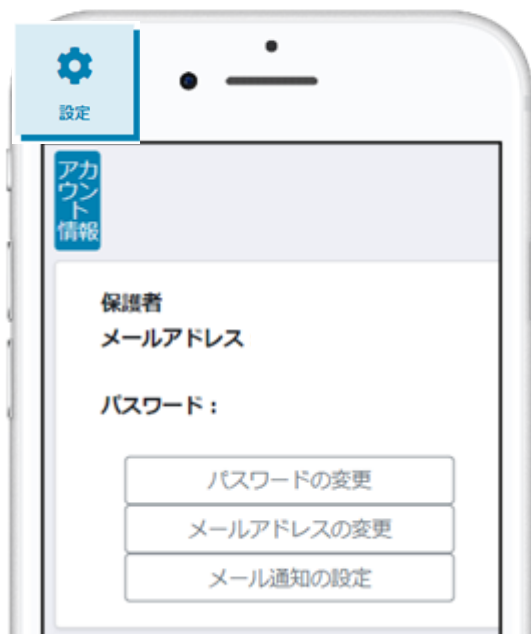 設定
アカ
ウン
ト
情報
保護者
メールアドレス
パスワード：
パスワードの変更
メールアドレスの変更
メール通知の設定